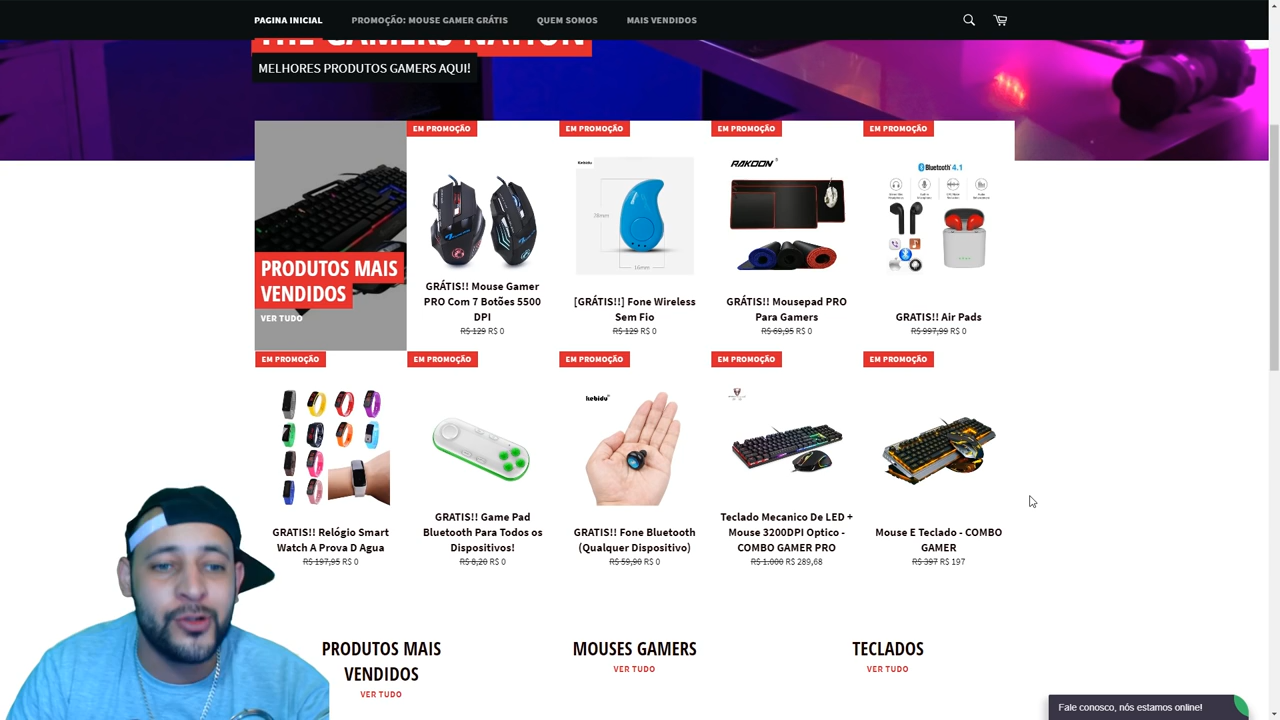 PAGINA INICIAL
PROMOÇÃO: MOUSE GAMER GRÁTIS
QUEM SOMOS
MAIS VENDIDOS
THE GAMERS NATION
MELHORES PRODUTOS GAMERS AQUI!
PRODUTOS MAIS
VENDIDOS
VER TUDO
EM PROMOÇÃO
GRÁTIS!! Mouse Gamer
PRO Com 7 Botões 5500
DPI
R$ 129 R$ 0
EM PROMOÇÃO
Kebidu
38mm
16mm
[GRÁTIS!!] Fone Wireless
Sem Fio
R$ 129 R$ 0
EM PROMOÇÃO
RAKOON
GRÁTIS!! Mousepad PRO
Para Gamers
R$ 69,95 R$ 0
EM PROMOÇÃO
Bluetooth 4.1
GRATIS!! Air Pads
R$ 997,99 R$ 0
EM PROMOÇÃO
GRATIS!! Relógio Smart
Watch A Prova D Agua
R$ 197,95 R$ 0
EM PROMOÇÃO
GRATIS!! Game Pad
Bluetooth Para Todos os
Dispositivos!
R$ 8,20 R$ 0
EM PROMOÇÃO
kebidu
GRATIS!! Fone Bluetooth
(Qualquer Dispositivo)
R$ 59,90 R$ 0
EM PROMOÇÃO
Teclado Mecanico De LED +
Mouse 3200DPI Optico -
COMBO GAMER PRO
R$ 1.000 R$ 289,68
EM PROMOÇÃO
Mouse E Teclado - COMBO
GAMER
R$ 397 R$ 197
PRODUTOS MAIS
VENDIDOS
VER TUDO
MOUSES GAMERS
VER TUDO
TECLADOS
VER TUDO
Fale conosco, nós estamos online!